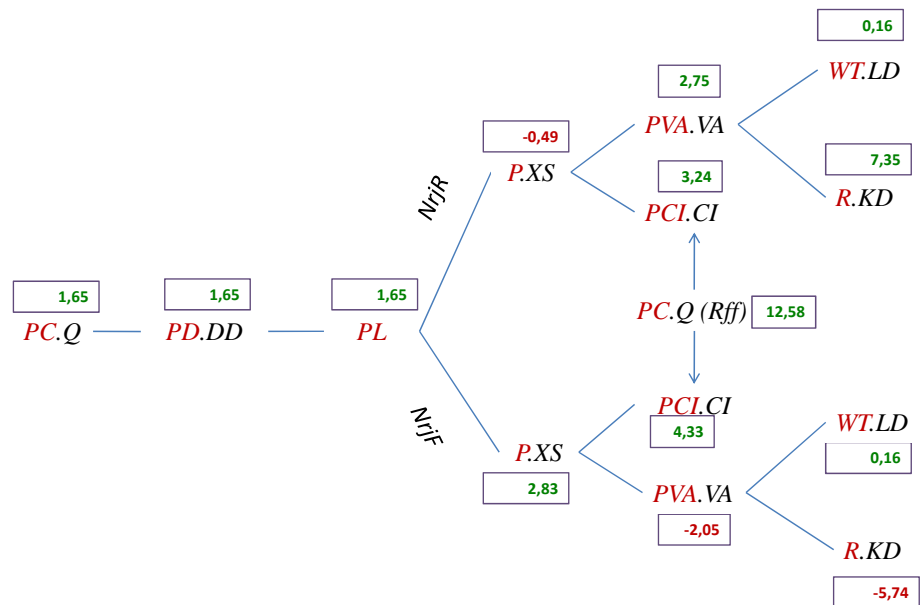 0,16
WT.LD
2,75
PVA.VA
-0,49
P.XS
7,35
R.KD
3,24
PCI.CI
NrjR
1,65
PC.Q
1,65
PD.DD
1,65
PL
PC.Q (Rff)
12,58
NrjF
PCI.CI
4,33
WT.LD
0,16
P.XS
2,83
PVA.VA
-2,05
R.KD
-5,74